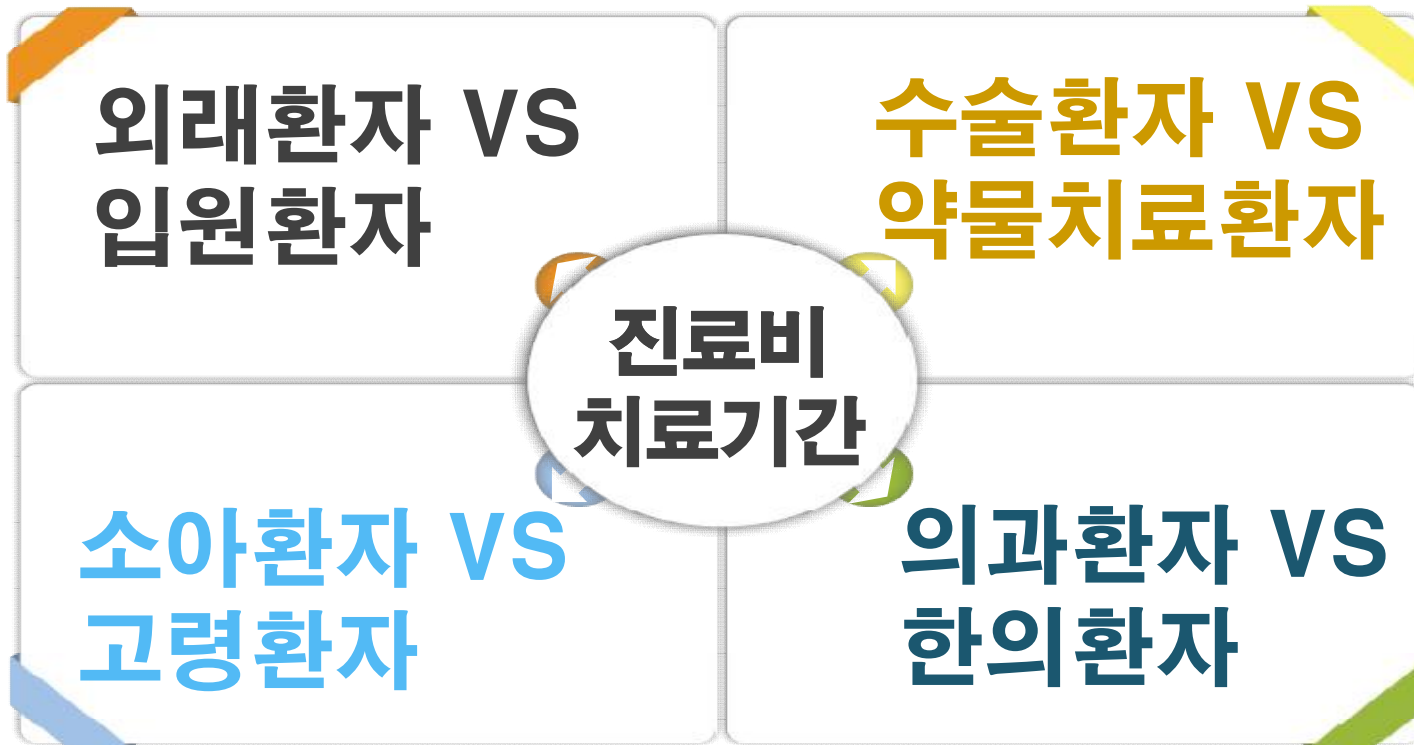 외래환자 VS
입원환자
수술환자 VS
약물치료환자
진료비
치료기간
소아환자 VS
고령환자
의과환자 VS
한의환자